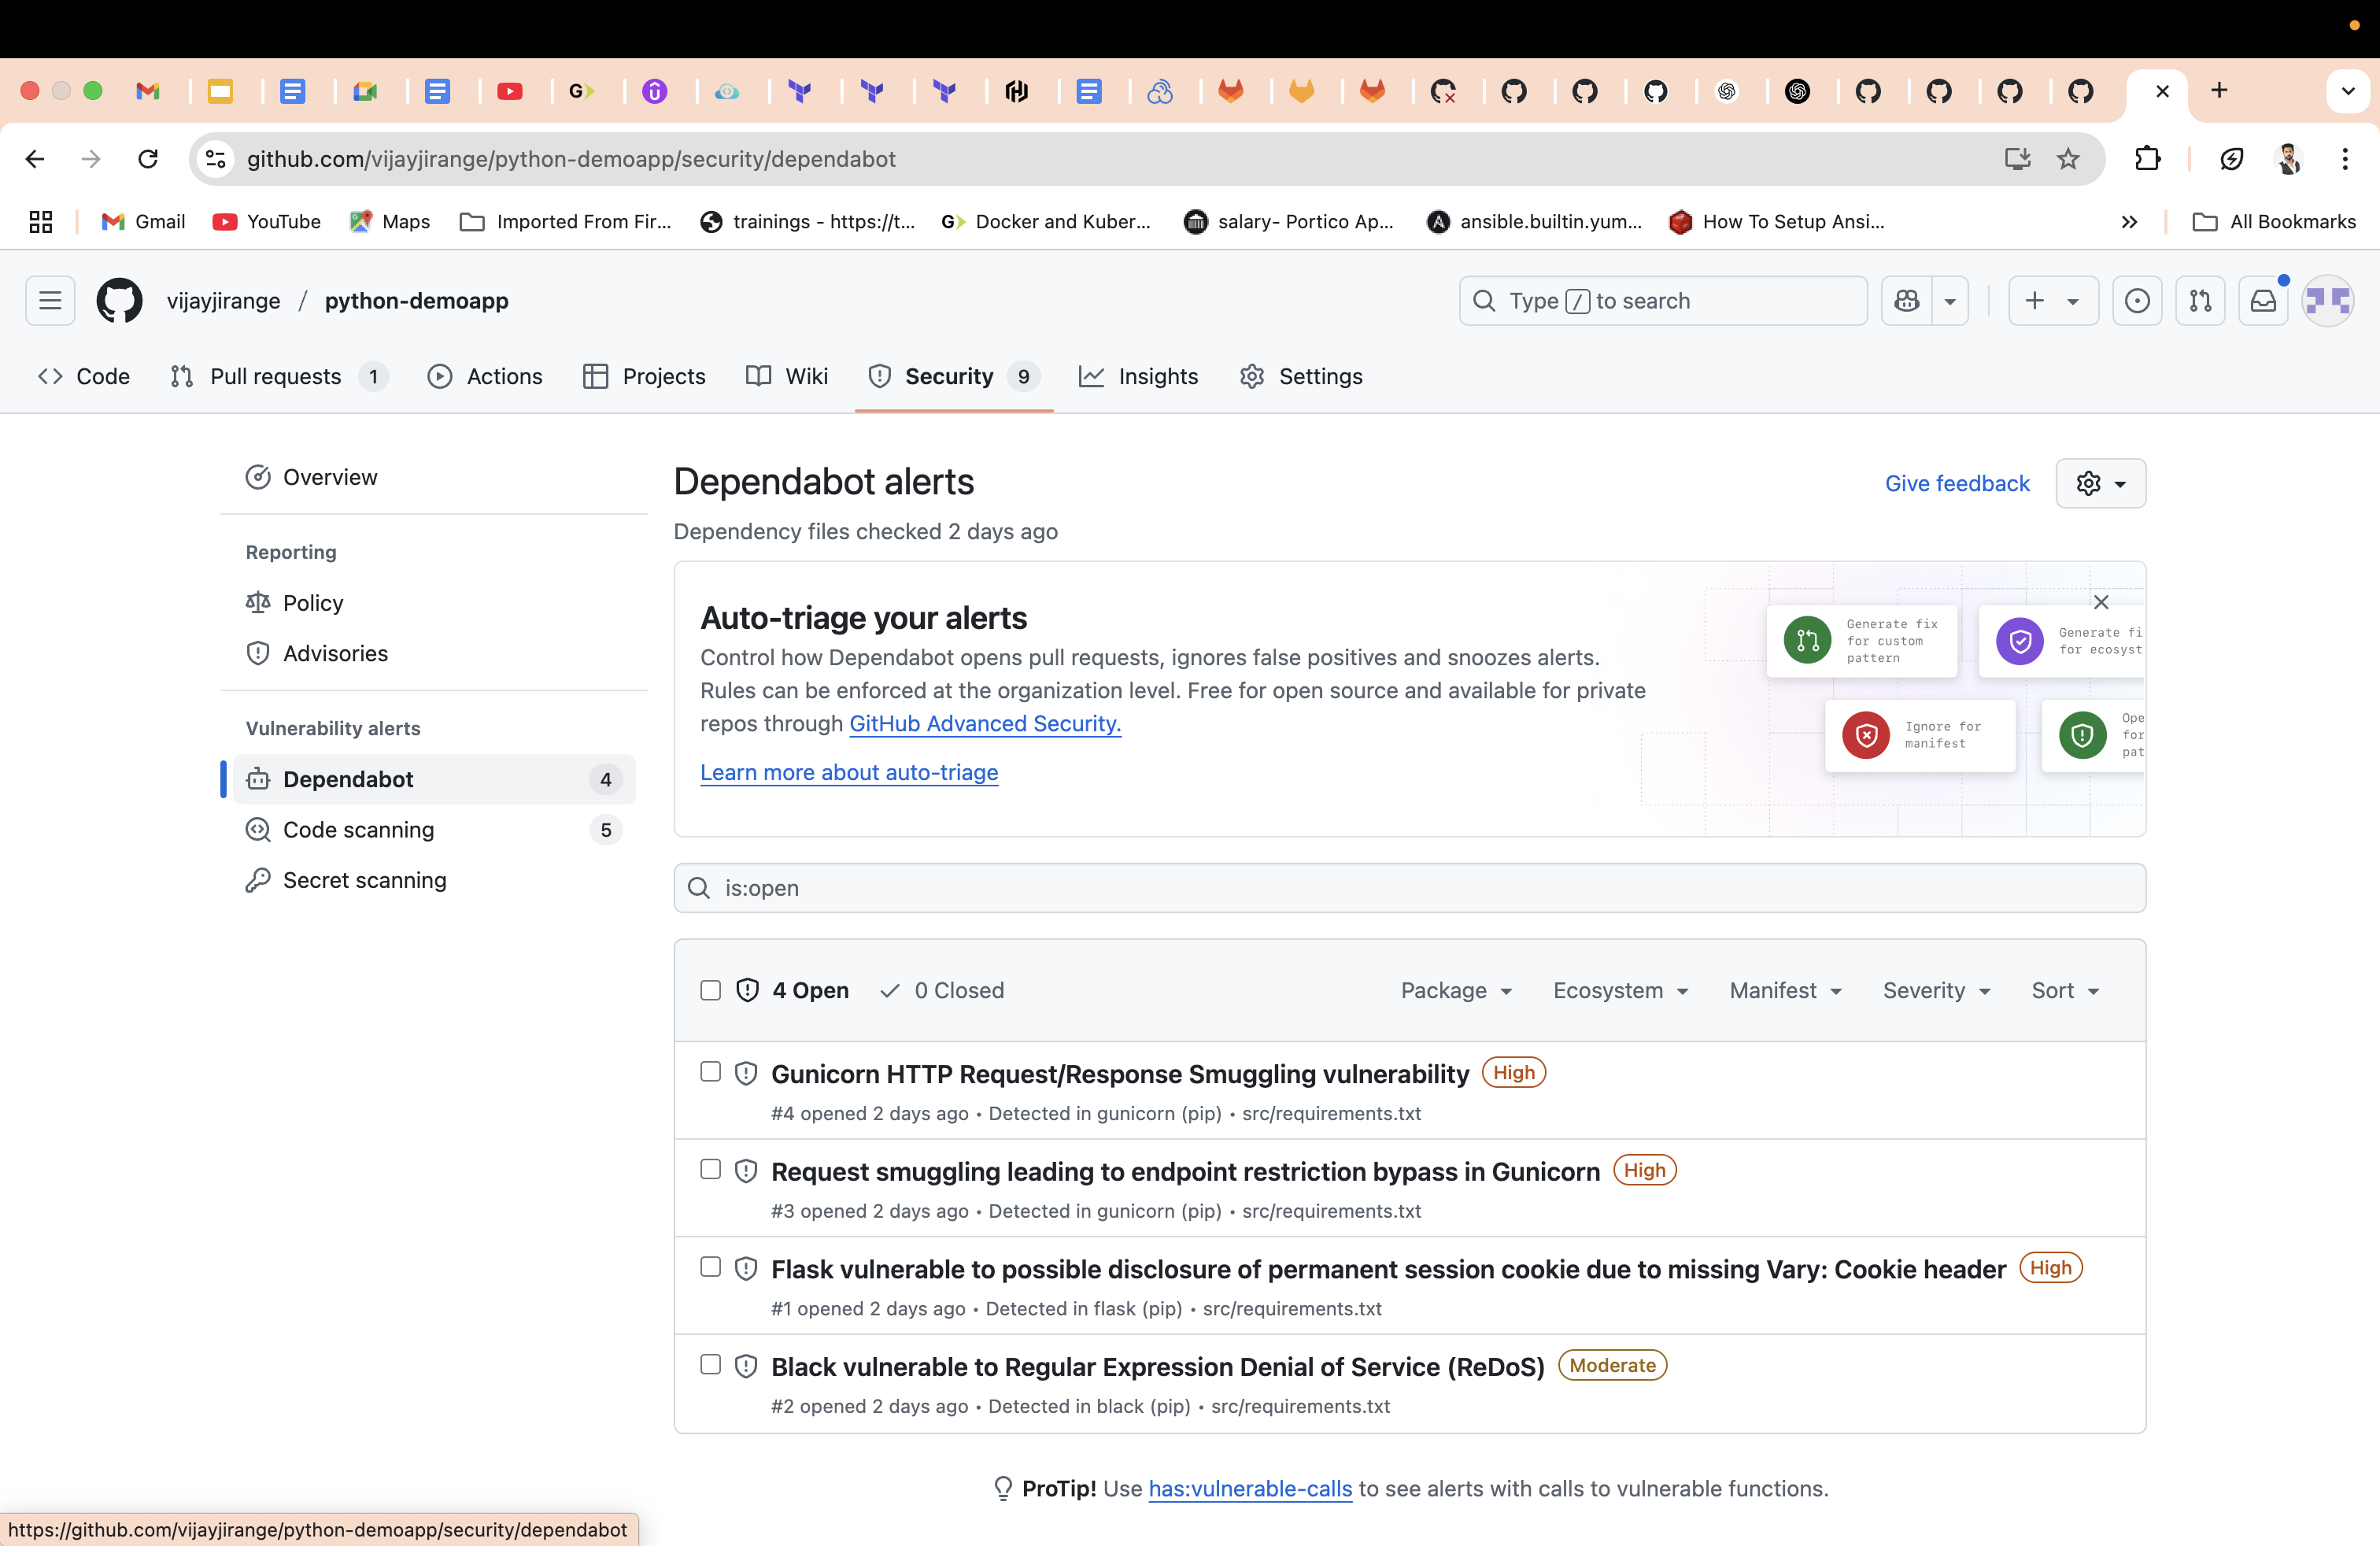 github.com/vijayjirange/python-demoapp/security/dependabot
Gmail YouTube Maps Imported From Fir... trainings - https://t... G Docker and Kuber... salary- Portico Ap... ansible.builtin.yum... How To Setup Ansi... All Bookmarks
vijayjirange / python-demoapp
Type / to search
Code Pull requests 1 Actions Projects Wiki Security 9 Insights Settings
Overview
Reporting
Policy
Advisories
Vulnerability alerts
Dependabot 4
Code scanning 5
Secret scanning
Dependabot alerts
Give feedback
Dependency files checked 2 days ago
Auto-triage your alerts
Control how Dependabot opens pull requests, ignores false positives and snoozes alerts.
Rules can be enforced at the organization level. Free for open source and available for private
repos through GitHub Advanced Security.
Learn more about auto-triage
Generate fix
for custom
pattern
Generate fi
for ecosyst
Ignore for
manifest
Ope
for
pat
is:open
4 Open 0 Closed Package Ecosystem Manifest Severity Sort
Gunicorn HTTP Request/Response Smuggling vulnerability High
#4 opened 2 days ago • Detected in gunicorn (pip) • src/requirements.txt
Request smuggling leading to endpoint restriction bypass in Gunicorn High
#3 opened 2 days ago • Detected in gunicorn (pip) • src/requirements.txt
Flask vulnerable to possible disclosure of permanent session cookie due to missing Vary: Cookie header High
#1 opened 2 days ago • Detected in flask (pip) • src/requirements.txt
Black vulnerable to Regular Expression Denial of Service (ReDoS) Moderate
#2 opened 2 days ago • Detected in black (pip) • src/requirements.txt
ProTip! Use has:vulnerable-calls to see alerts with calls to vulnerable functions.
https://github.com/vijayjirange/python-demoapp/security/dependabot